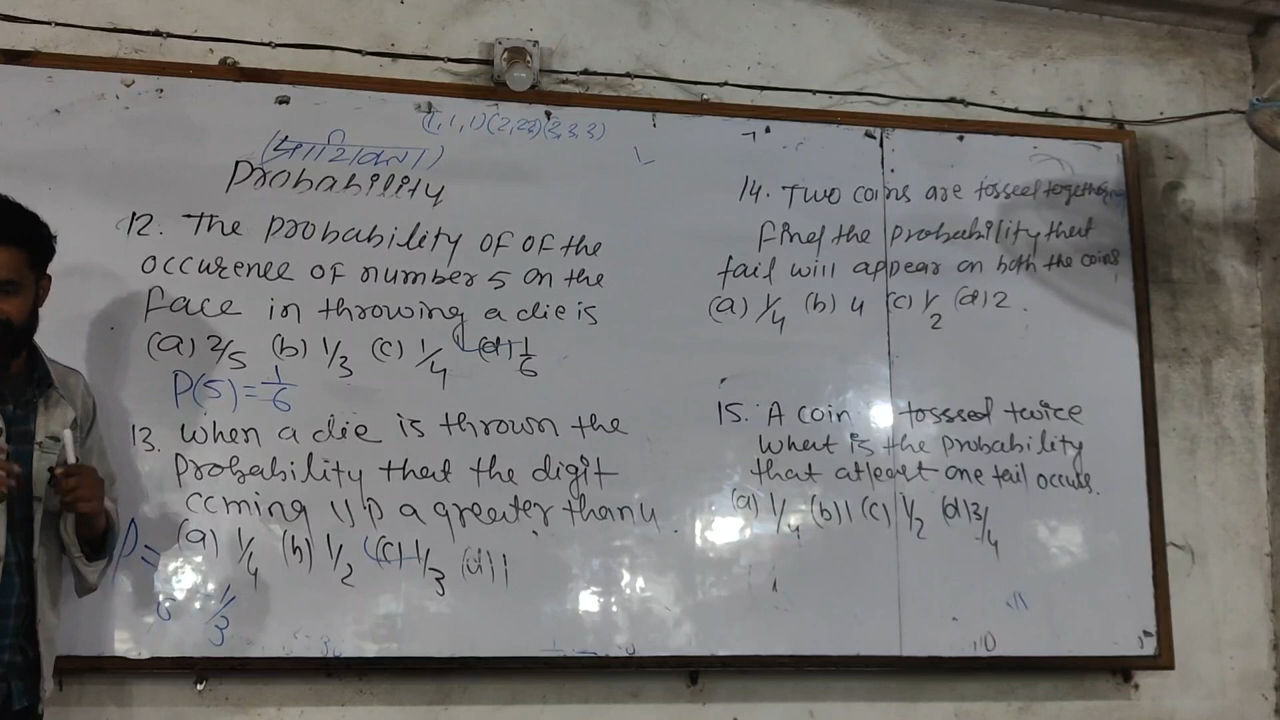 (1,1,1)(2,2,2)(3,3,3)
(प्रायिकता)
Probability
12. The probability of of the
occurence of number 5 on the
face in throwing a die is
(a) 2/5 (b) 1/3 (c) 1/4 (d) 1/6
P(5) = 1/6
13. When a die is thrown the
probability that the digit
coming up a greater than 4.
(a) 1/4 (b) 1/2 (c) 1/3 (d) 1
P =
6 1/3
14. Two coins are tosseed together
find the probability that
tail will appear on both the coins
(a) 1/4 (b) 4 (c) 1/2 (d) 2.
15. A coin tosssed twice
what is the probability
that atleast one tail occurs.
(a) 1/4 (b) 1 (c) 1/2 (d) 3/4